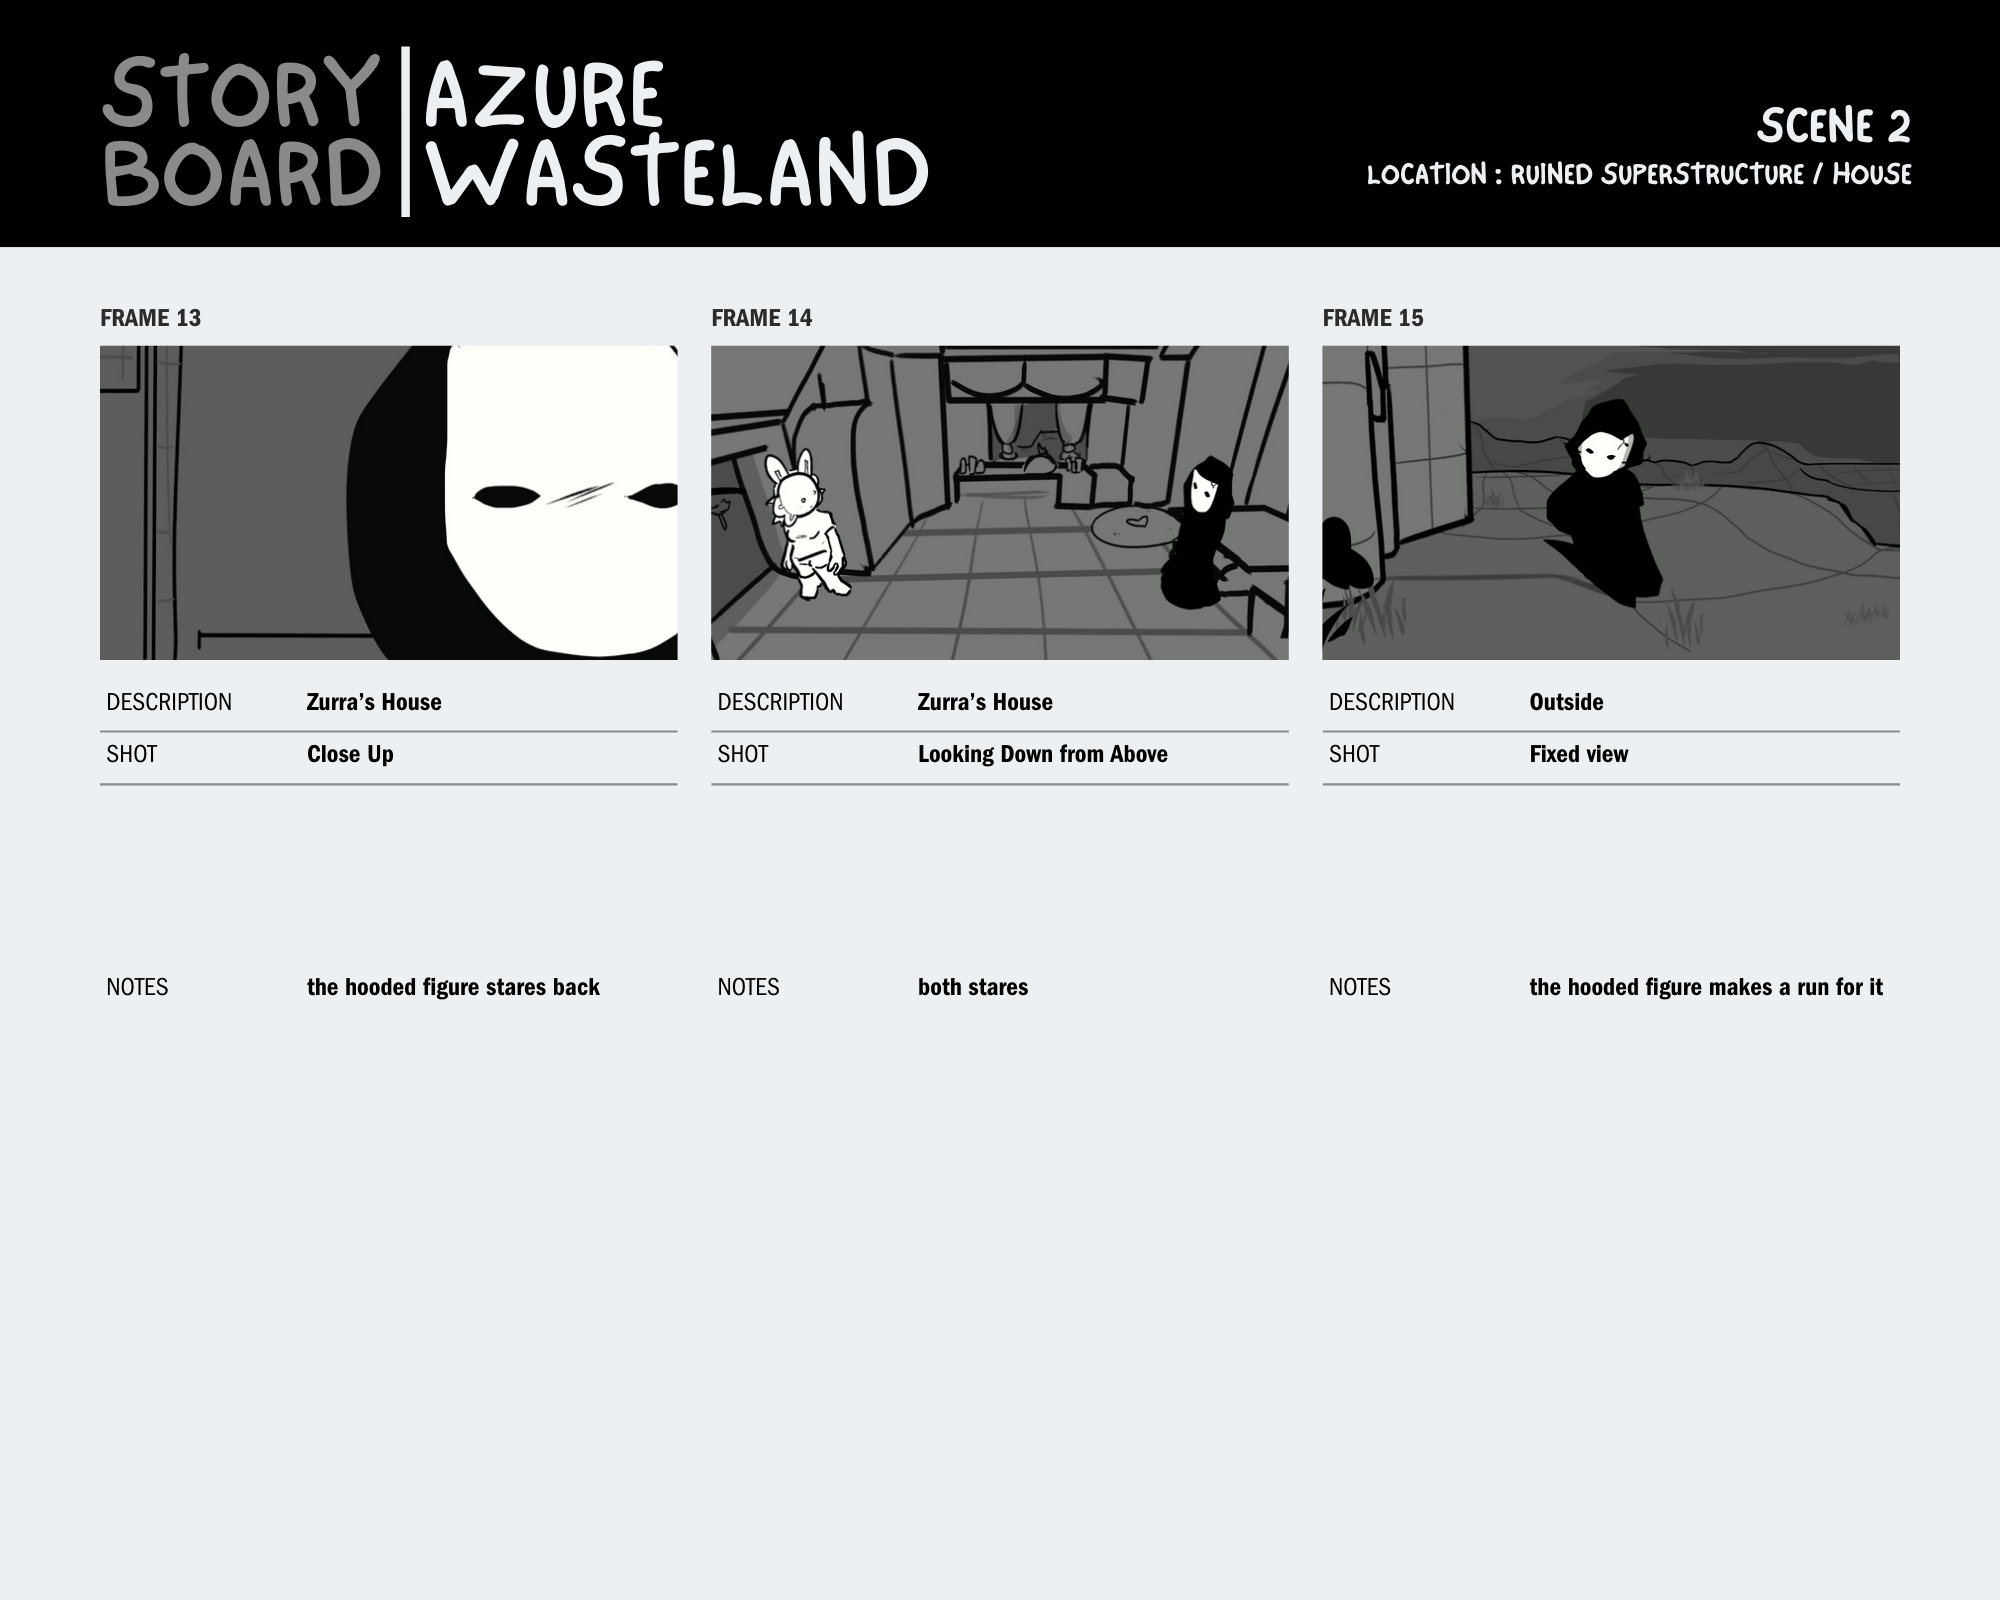 STORY
BOARD
AZURE
WASTELAND
SCENE 2
LOCATION : RUINED SUPERSTRUCTURE / HOUSE
FRAME 13
DESCRIPTION Zurra's House
SHOT Close Up
NOTES the hooded figure stares back
FRAME 14
DESCRIPTION Zurra's House
SHOT Looking Down from Above
NOTES both stares
FRAME 15
DESCRIPTION Outside
SHOT Fixed view
NOTES the hooded figure makes a run for it